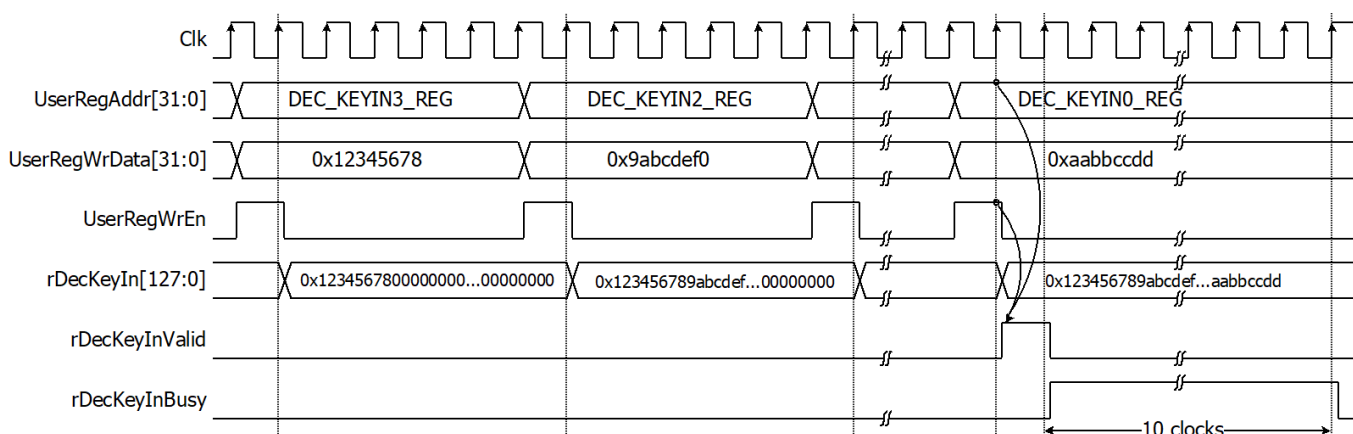 Clk
UserRegAddr[31:0] DEC_KEYIN3_REG DEC_KEYIN2_REG DEC_KEYIN0_REG
UserRegWrData[31:0] 0x12345678 0x9abcdef0 0xaabbccdd
UserRegWrEn
rDecKeyIn[127:0] 0x1234567800000000...00000000 0x123456789abcdef...00000000 0x123456789abcdef...aabbccdd
rDecKeyInValid
rDecKeyInBusy
10 clocks